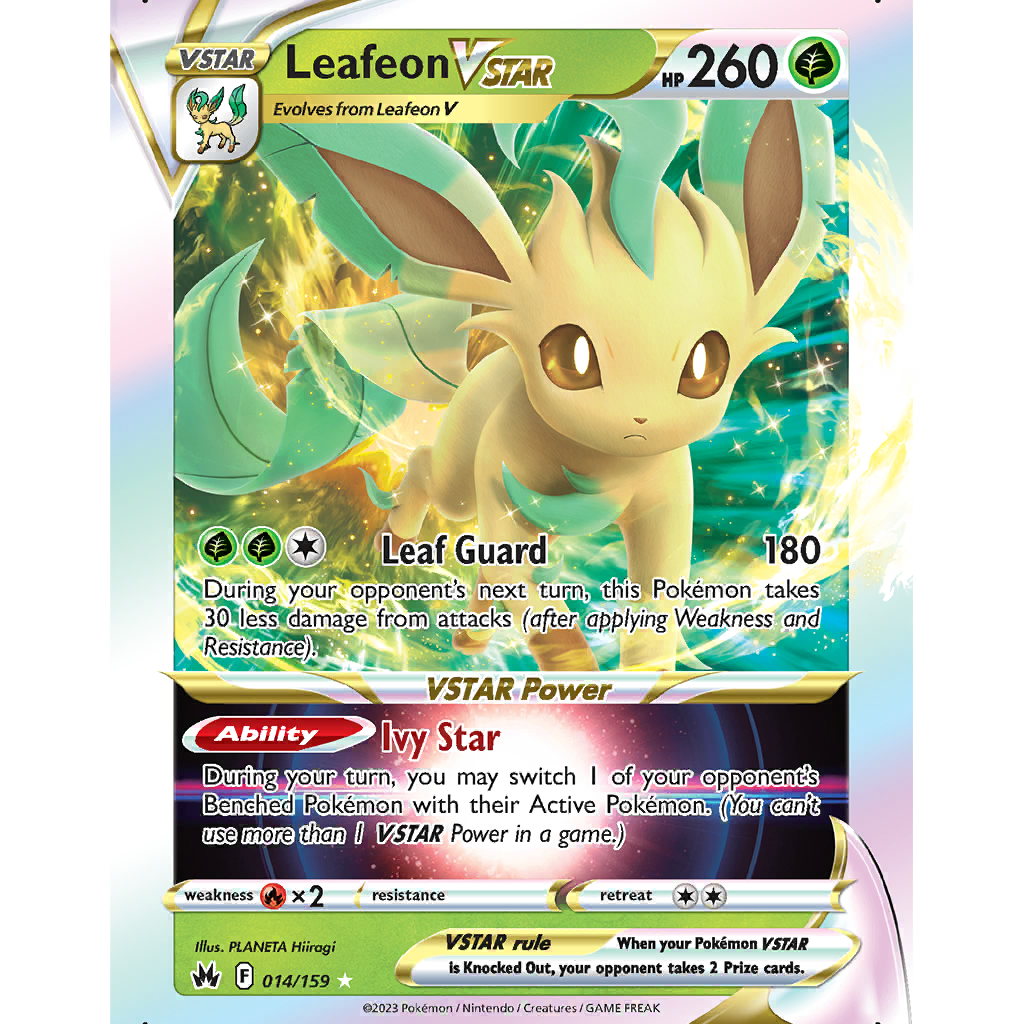 VSTAR
Leafeon VSTAR
HP 260
Evolves from Leafeon V
Leaf Guard 180
During your opponent's next turn, this Pokémon takes
30 less damage from attacks (after applying Weakness and
Resistance).
VSTAR Power
Ability Ivy Star
During your turn, you may switch 1 of your opponent's
Benched Pokémon with their Active Pokémon. (You can't
use more than 1 VSTAR Power in a game.)
weakness ×2 resistance retreat
Illus. PLANETA Hiiragi
VSTAR rule When your Pokémon VSTAR
is Knocked Out, your opponent takes 2 Prize cards.
F 014/159
©2023 Pokémon / Nintendo / Creatures / GAME FREAK